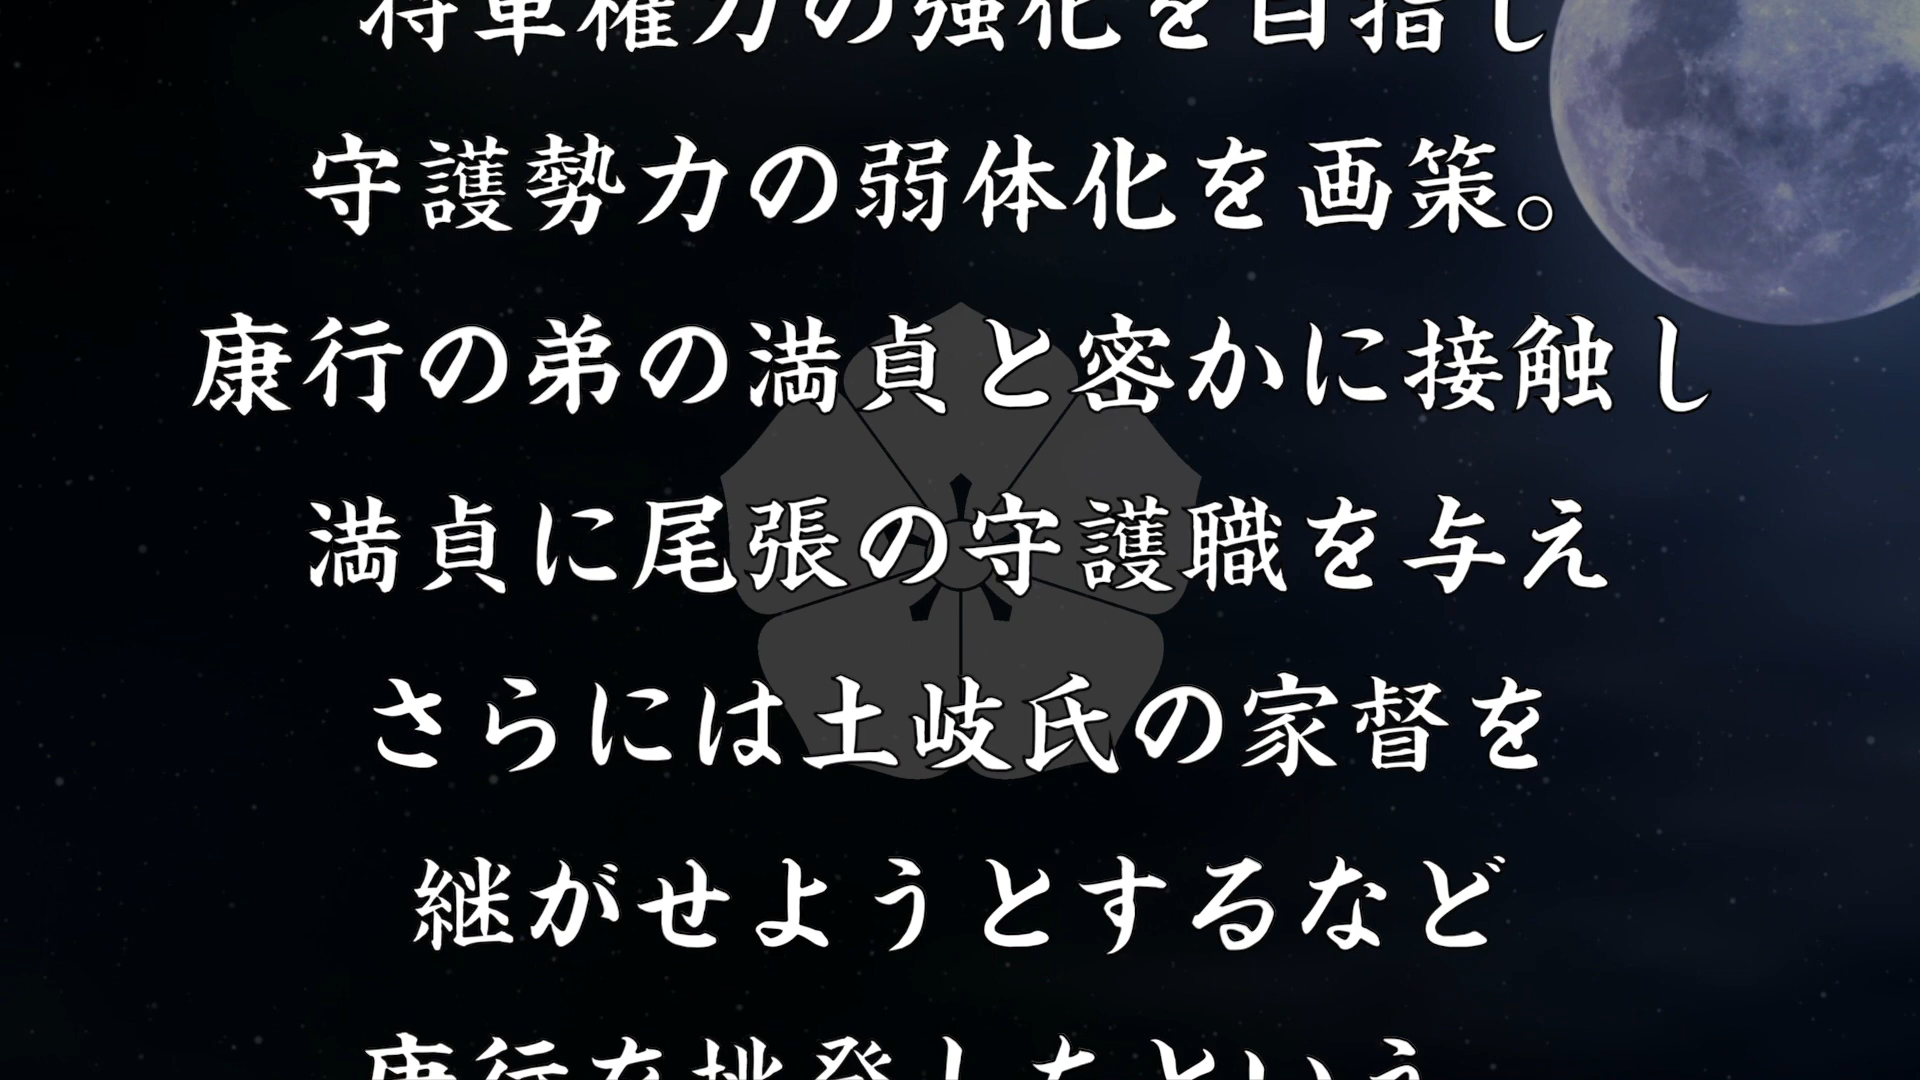 将軍権力の強化を目指し
守護勢力の弱体化を画策。
康行の弟の満貞と密かに接触し
満貞に尾張の守護職を与え
さらには土岐氏の家督を
継がせようとするなど
康行を挑発したという